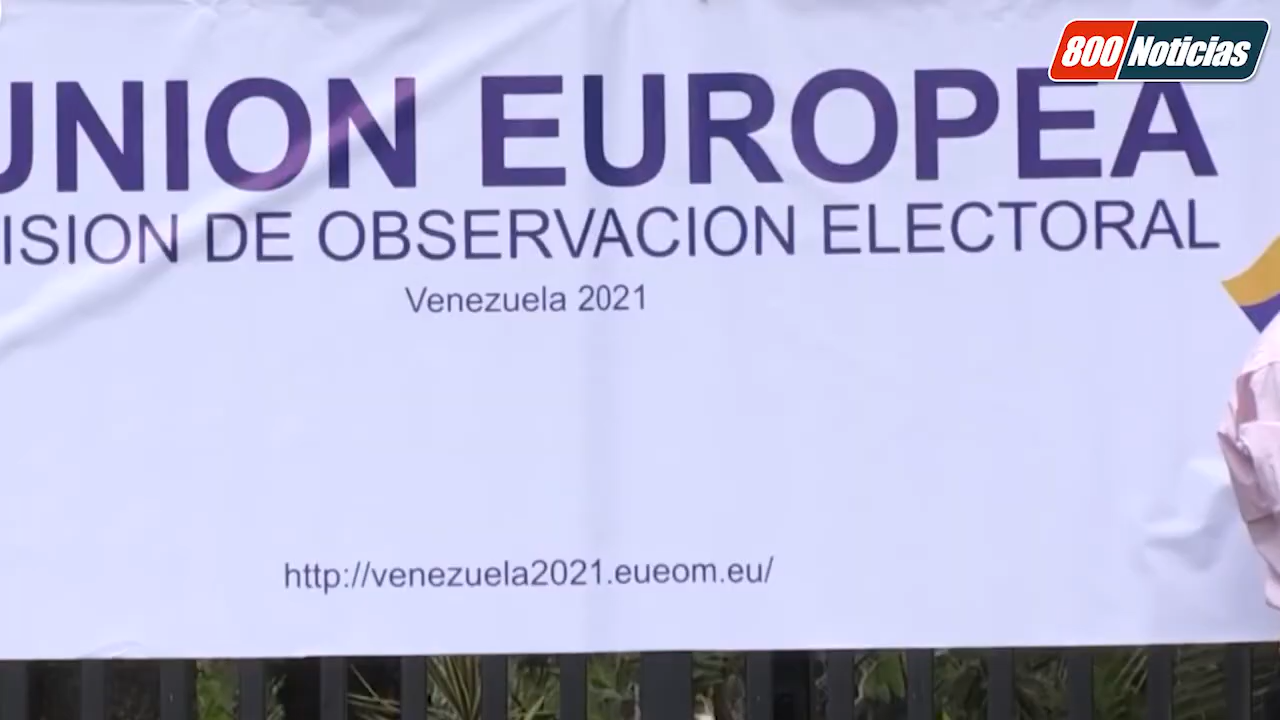 800 Noticias
UNION EUROPEA
ISION DE OBSERVACION ELECTORAL
Venezuela 2021
http://venezuela2021.eueom.eu/